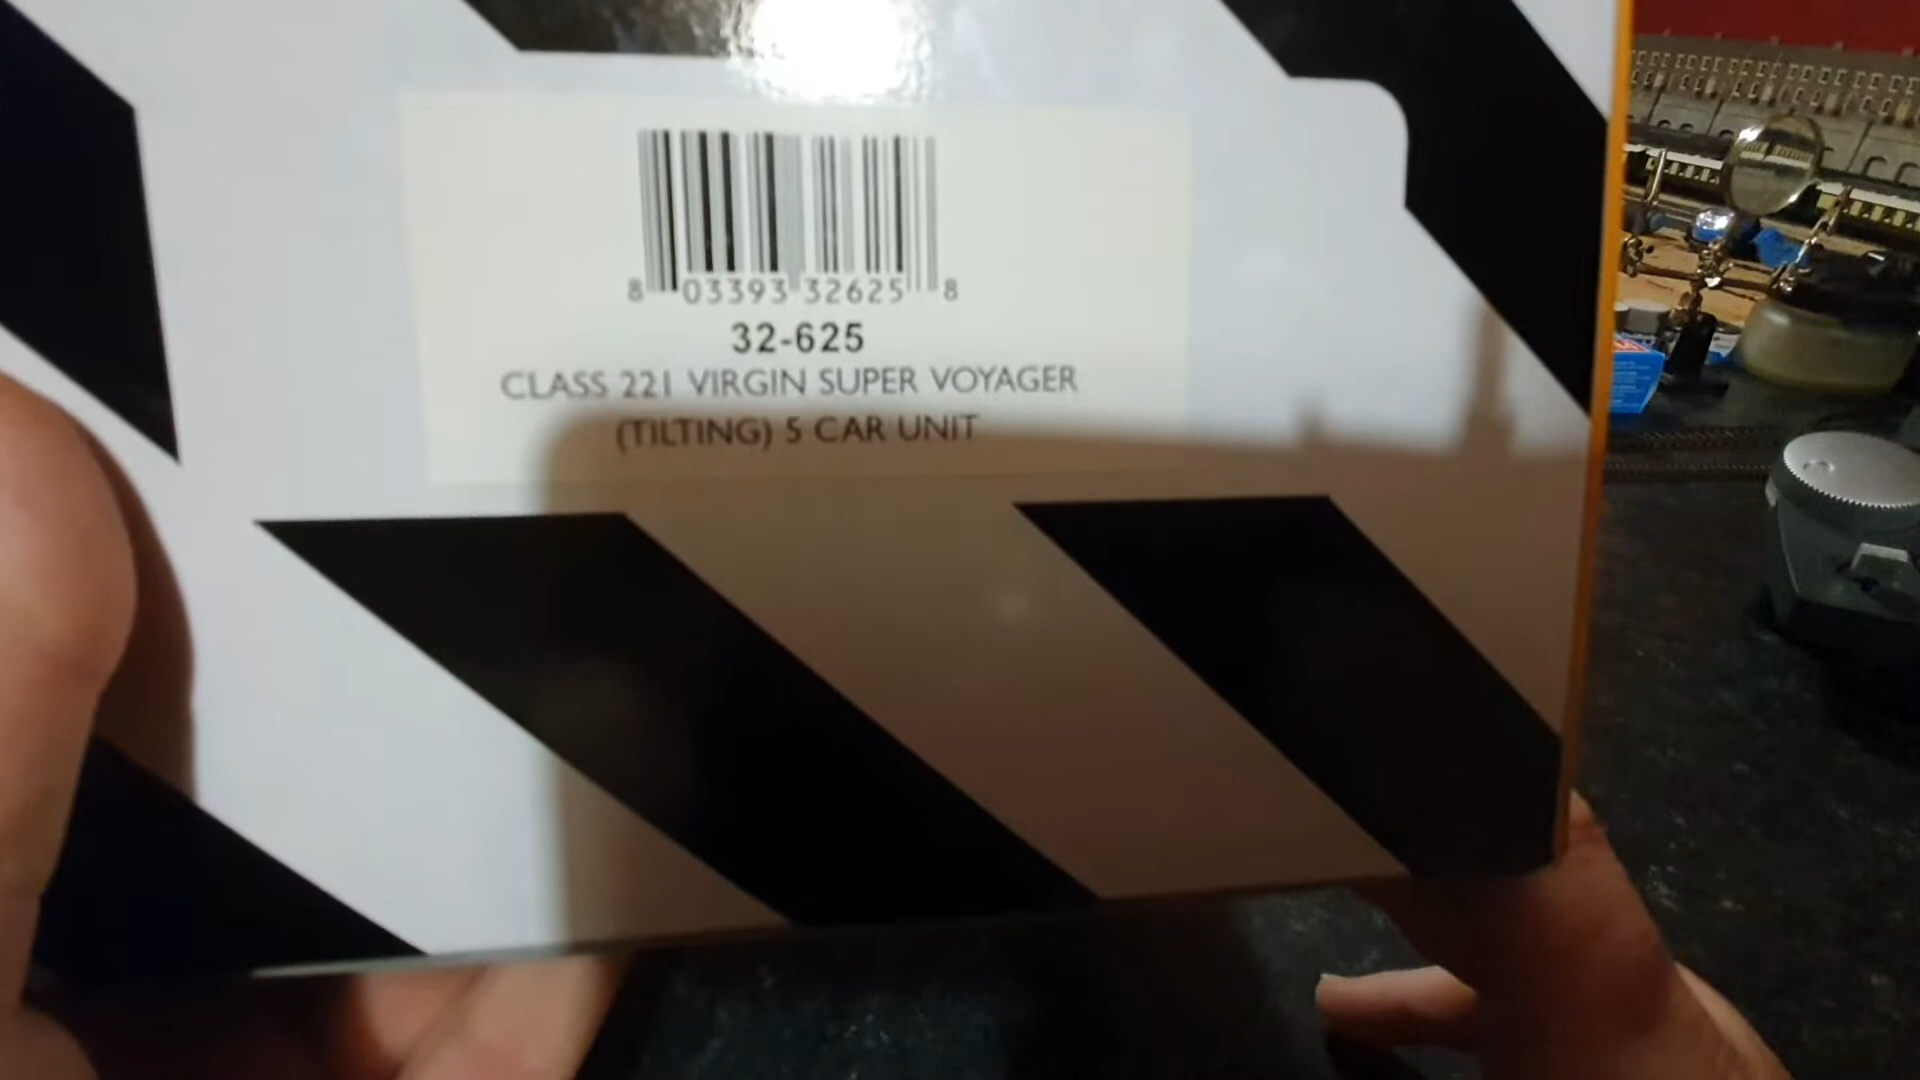 8 03393 32625 8
32-625
CLASS 221 VIRGIN SUPER VOYAGER
(TILTING) 5 CAR UNIT